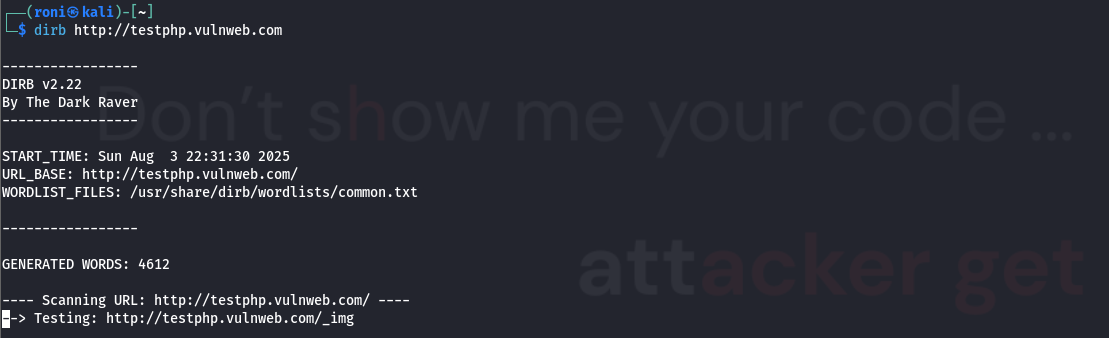 ┌──(roni㉿kali)-[~]
└─$ dirb http://testphp.vulnweb.com
-----------------
DIRB v2.22
By The Dark Raver
-----------------
Don't show me your code ...
START_TIME: Sun Aug  3 22:31:30 2025
URL_BASE: http://testphp.vulnweb.com/
WORDLIST_FILES: /usr/share/dirb/wordlists/common.txt
-----------------
GENERATED WORDS: 4612
attacker get
---- Scanning URL: http://testphp.vulnweb.com/ ----
--> Testing: http://testphp.vulnweb.com/_img